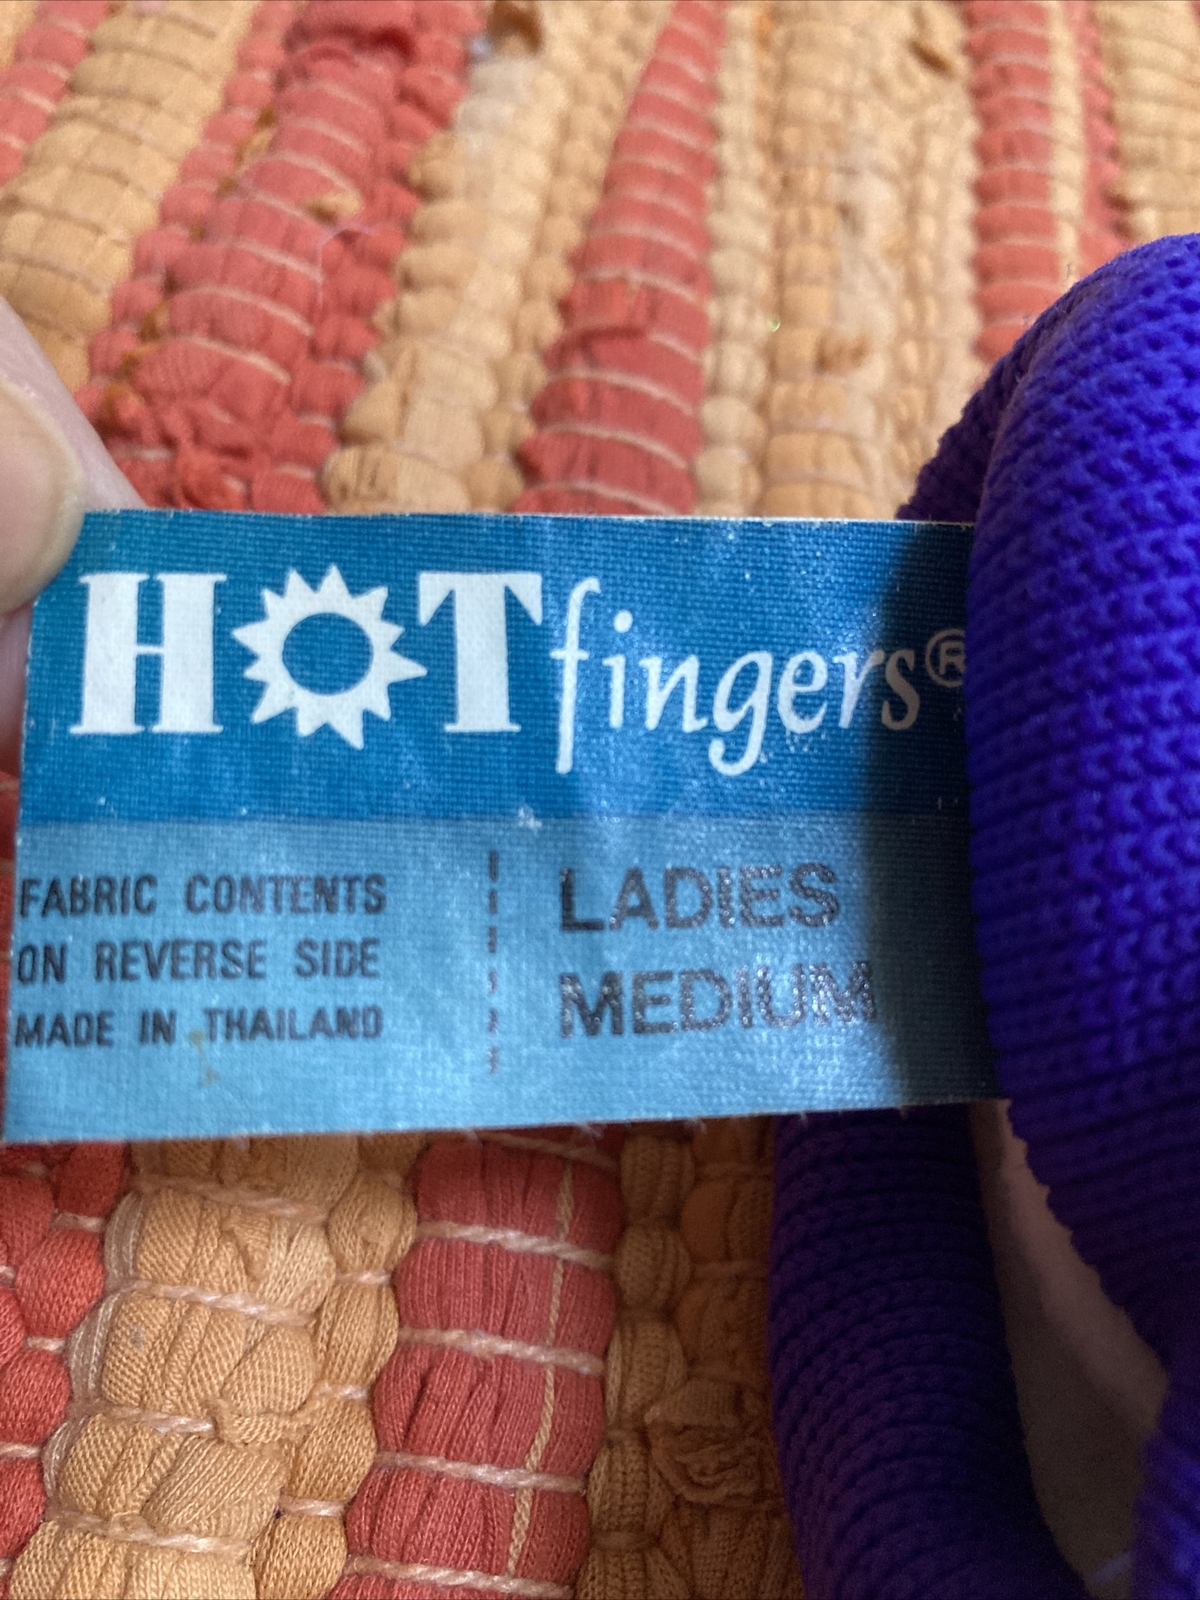 HOTfingers®
FABRIC CONTENTS
ON REVERSE SIDE
MADE IN THAILAND
LADIES
MEDIUM